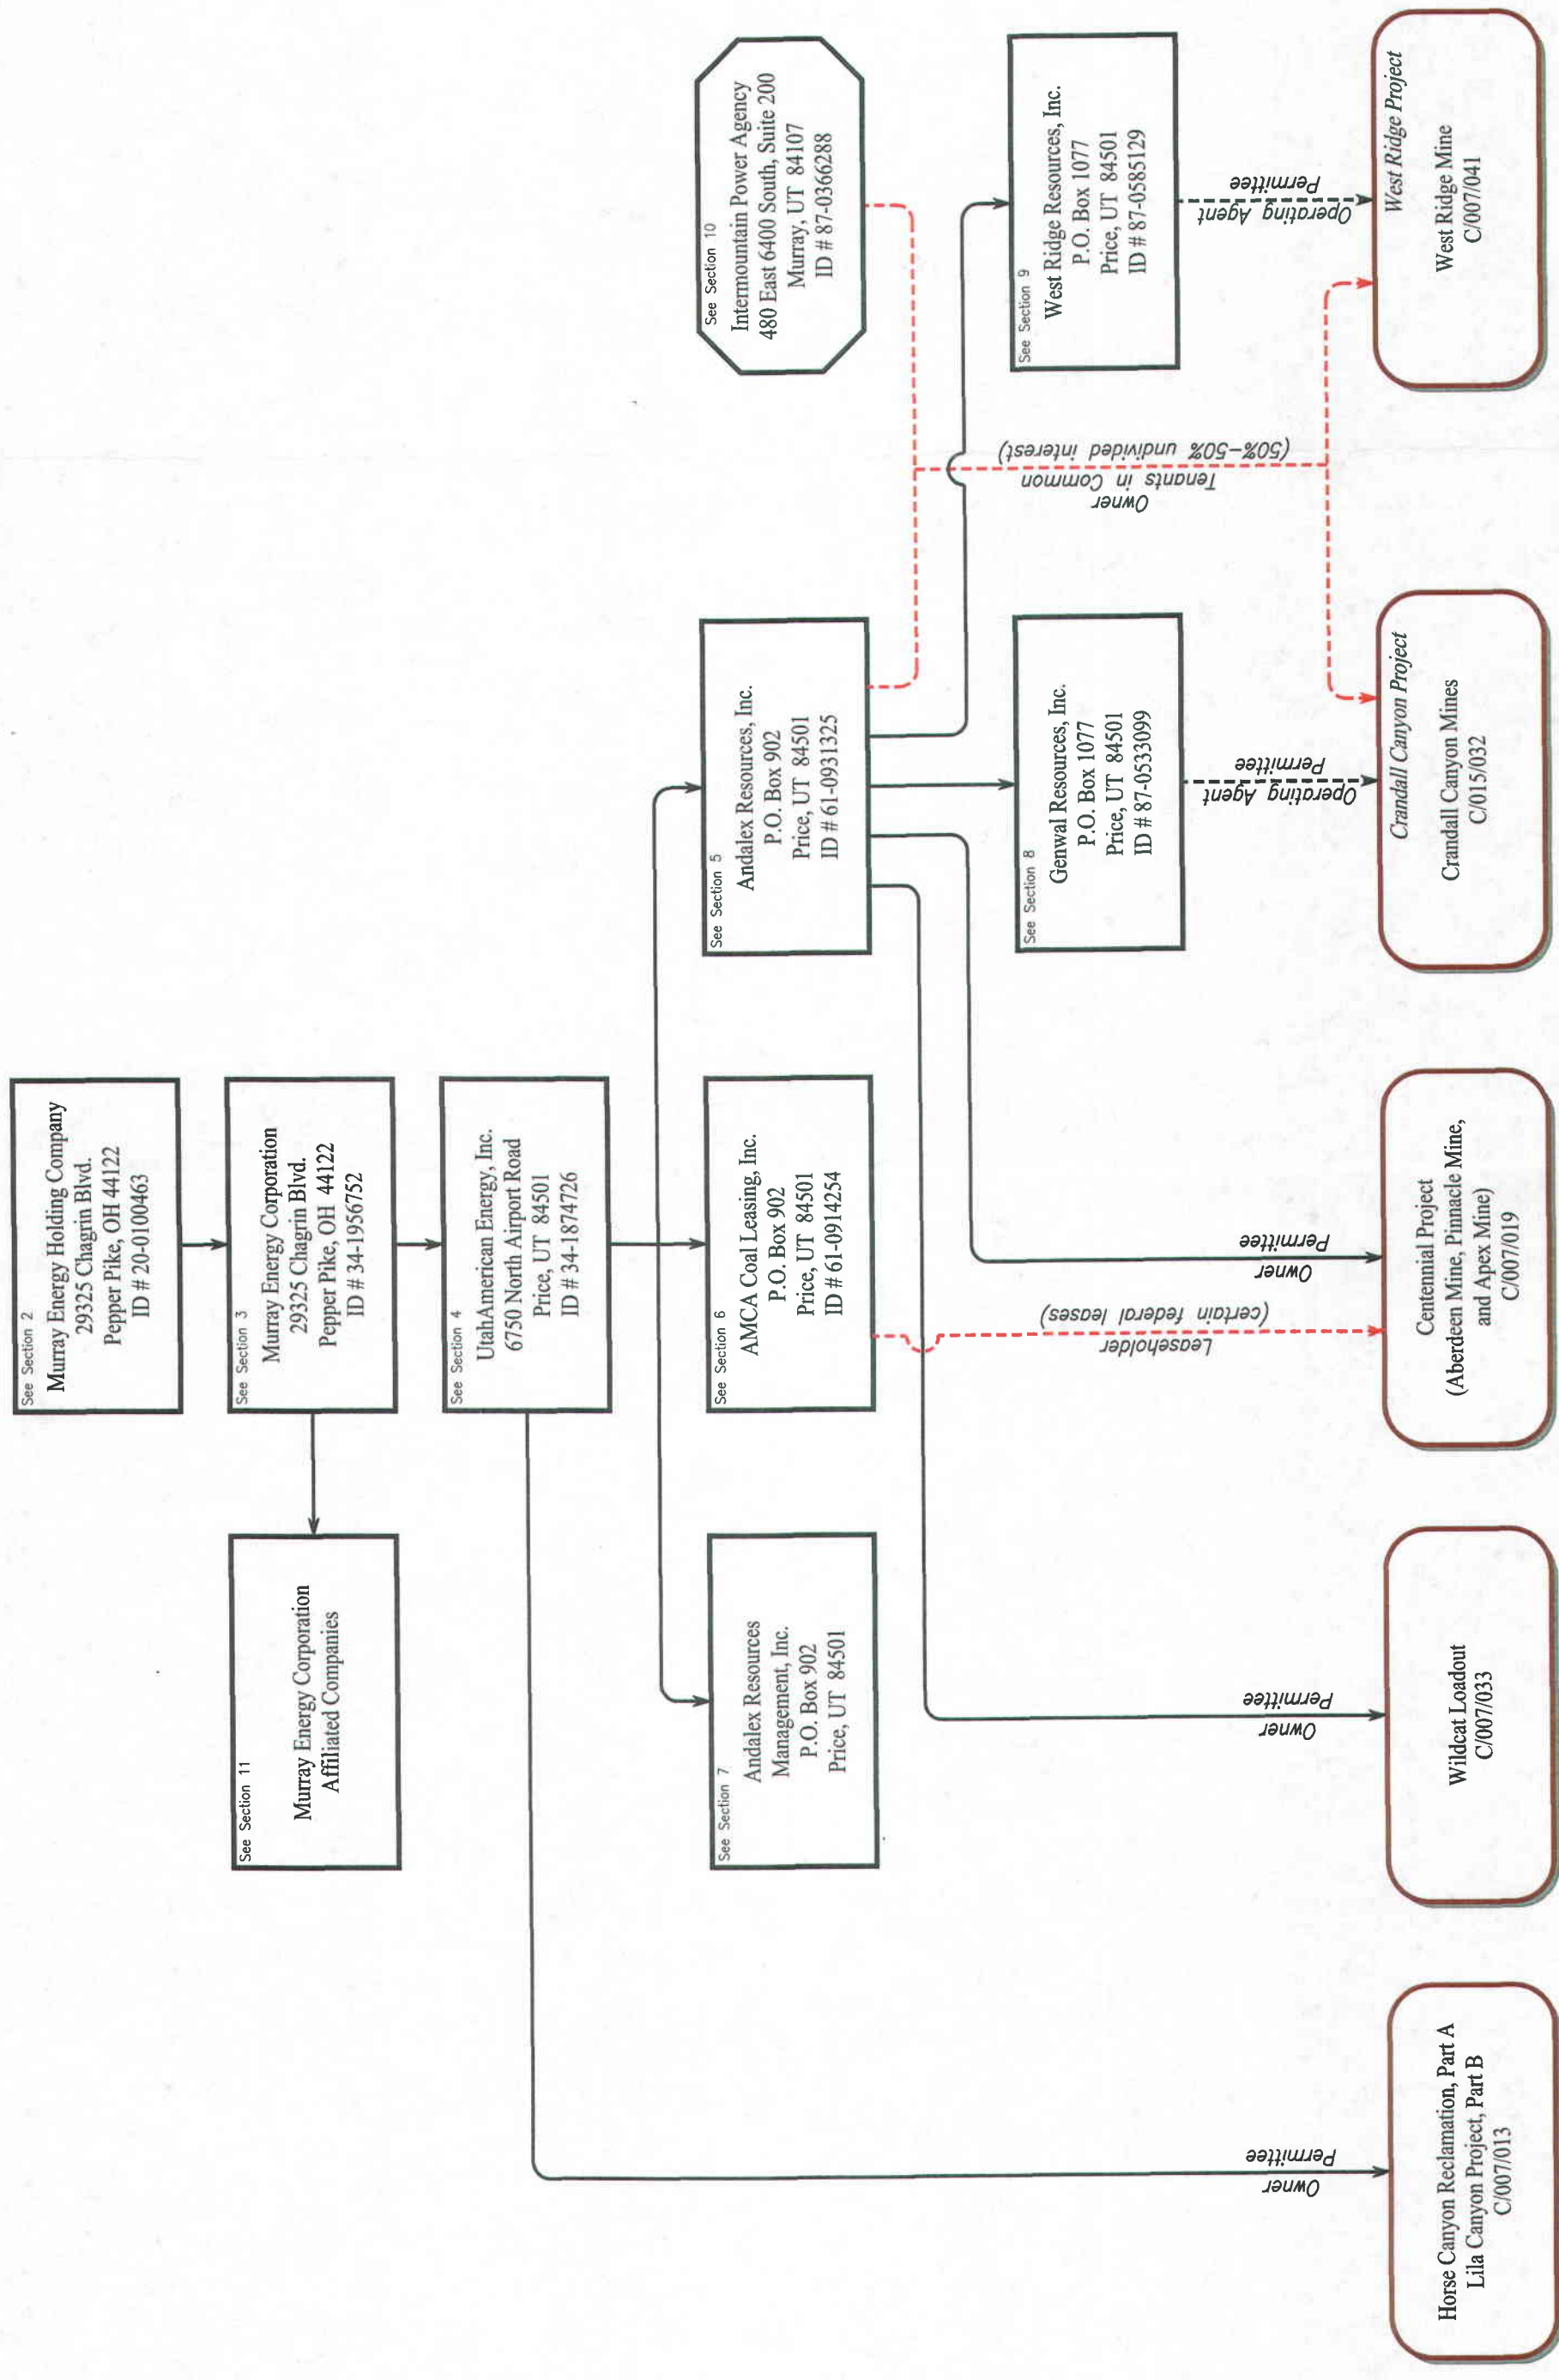 See Section 2
Murray Energy Holding Company
29325 Chagrin Blvd.
Pepper Pike, OH 44122
ID # 20-0100463
See Section 11
Murray Energy Corporation
Affiliated Companies
See Section 3
Murray Energy Corporation
29325 Chagrin Blvd.
Pepper Pike, OH 44122
ID # 34-1956752
See Section 4
UtahAmerican Energy, Inc.
6750 North Airport Road
Price, UT 84501
ID # 34-1874726
See Section 7
Andalex Resources
Management, Inc.
P.O. Box 902
Price, UT 84501
See Section 6
AMCA Coal Leasing, Inc.
P.O. Box 902
Price, UT 84501
ID # 61-0914254
See Section 5
Andalex Resources, Inc.
P.O. Box 902
Price, UT 84501
ID # 61-0931325
See Section 10
Intermountain Power Agency
480 East 6400 South, Suite 200
Murray, UT 84107
ID # 87-0366288
See Section 8
Genwal Resources, Inc.
P.O. Box 1077
Price, UT 84501
ID # 87-0533099
See Section 9
West Ridge Resources, Inc.
P.O. Box 1077
Price, UT 84501
ID # 87-0585129
Owner
Permittee
Owner
Permittee
Leaseholder
(certain federal leases)
Owner
Permittee
Operating Agent
Permittee
Owner
Tenants in Common
(50%-50% undivided interest)
Operating Agent
Permittee
Horse Canyon Reclamation, Part A
Lila Canyon Project, Part B
C/007/013
Wildcat Loadout
C/007/033
Centennial Project
(Aberdeen Mine, Pinnacle Mine,
and Apex Mine)
C/007/019
Crandall Canyon Project
Crandall Canyon Mines
C/015/032
West Ridge Project
West Ridge Mine
C/007/041